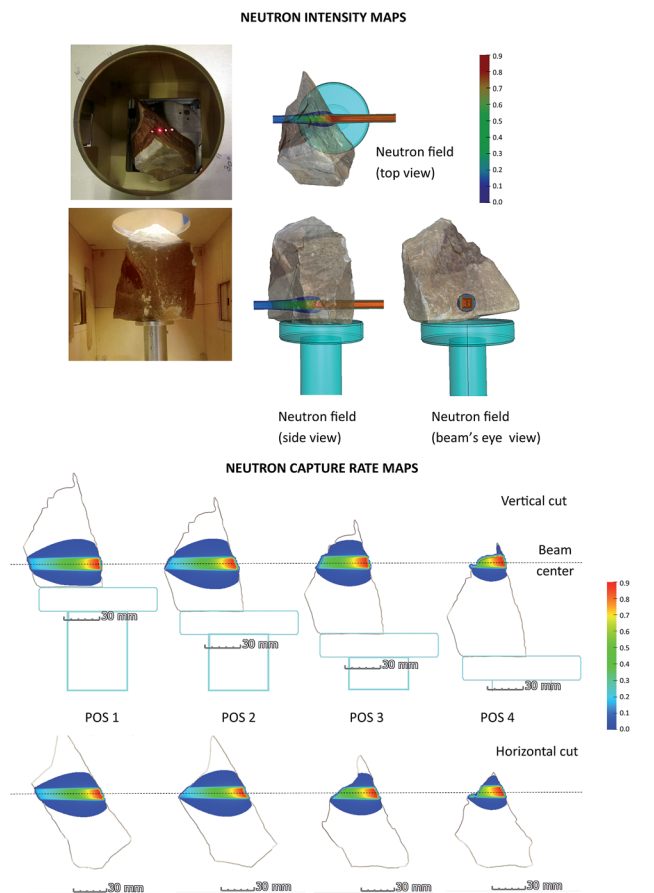 NEUTRON INTENSITY MAPS
0.9
0.8
0.7
0.6
0.5
0.4
0.3
0.2
0.1
0.0
Neutron field
(top view)
Neutron field
(side view)
Neutron field
(beam's eye view)
NEUTRON CAPTURE RATE MAPS
Vertical cut
Beam
center
30 mm
30 mm
30 mm
30 mm
0.9
0.8
0.7
0.6
0.5
0.4
0.3
0.2
0.1
0.0
POS 1
POS 2
POS 3
POS 4
Horizontal cut
30 mm
30 mm
30 mm
30 mm